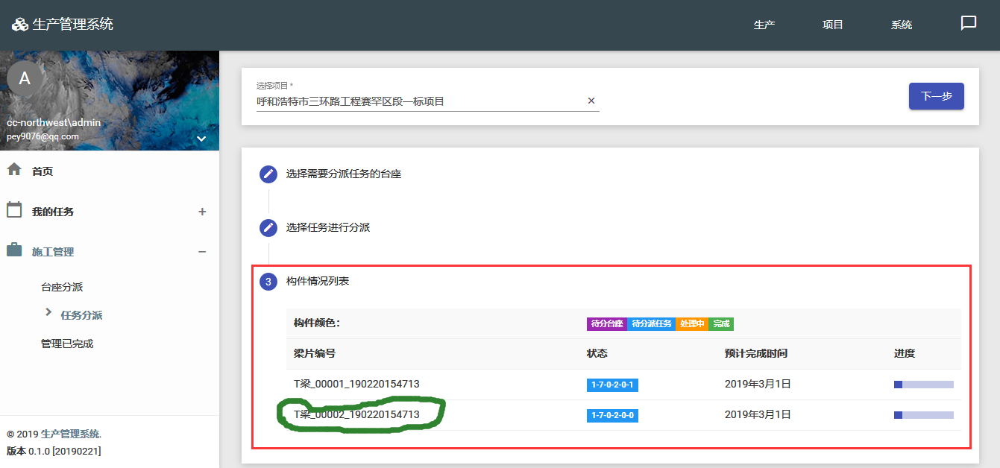 生产管理系统
生产
项目
系统
A
cc-northwest\admin
pey9076@qq.com
首页
我的任务
+
施工管理
−
台座分派
任务分派
管理已完成
© 2019 生产管理系统.
版本 0.1.0 [20190221]
选择项目 *
呼和浩特市三环路工程赛罕区段一标项目
×
下一步
选择需要分派任务的台座
选择任务进行分派
3 构件情况列表
构件颜色： 待分台座 待分派任务 处理中 完成
梁片编号 状态 预计完成时间 进度
T梁_00001_190220154713 1-7-0-2-0-1 2019年3月1日
T梁_00002_190220154713 1-7-0-2-0-0 2019年3月1日